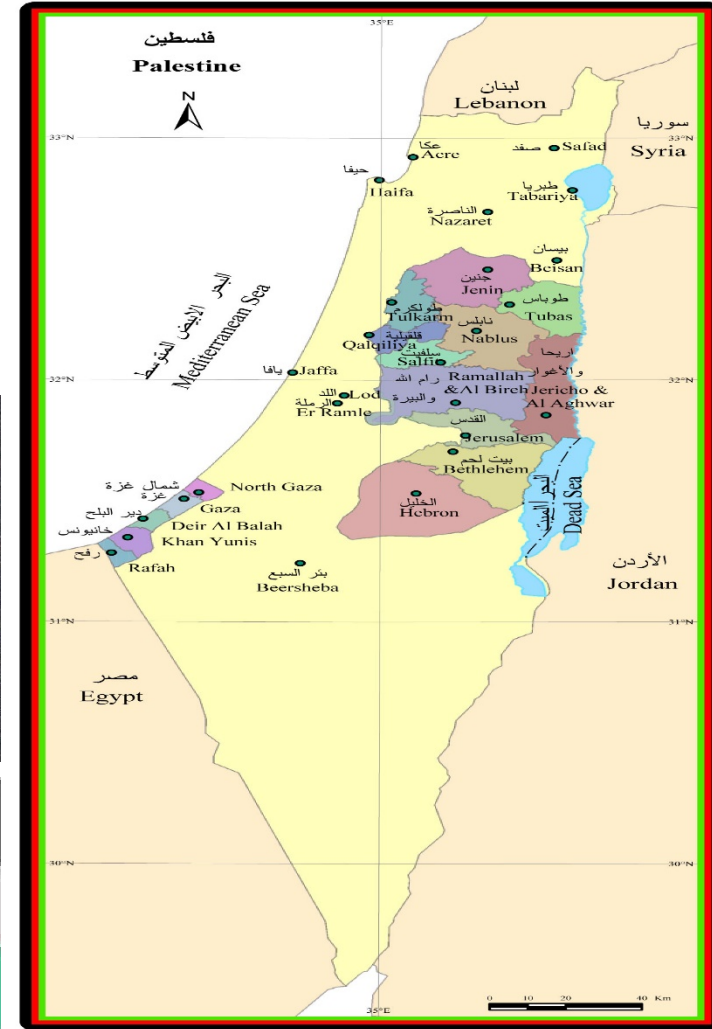 فلسطين
Palestine
N
35°E
لبنان
Lebanon
سوريا
Syria
33°N
33°N
عكا
Acre
صفد
Safad
حيفا
Haifa
طبريا
Tabariya
الناصرة
Nazaret
بيسان
Beisan
جنين
Jenin
طولكرم
Tulkarm
طوباس
Tubas
نابلس
Nablus
قلقيلية
Qalqiliya
سلفيت
Salfit
اريحا
والأغوار
Jericho &
Al Aghwar
البحر الابيض المتوسط
Mediterranean Sea
32°N
32°N
يافا
Jaffa
اللد
Lod
الرملة
Er Ramle
رام الله
والبيرة
Ramallah
&Al Bireh
القدس
Jerusalem
بيت لحم
Bethlehem
الخليل
Hebron
البحر الميت
Dead Sea
شمال غزة
North Gaza
غزة
Gaza
دير البلح
Deir Al Balah
خانيونس
Khan Yunis
رفح
Rafah
بئر السبع
Beersheba
الأردن
Jordan
31°N
31°N
مصر
Egypt
30°N
30°N
35°E
0 10 20 40 Km